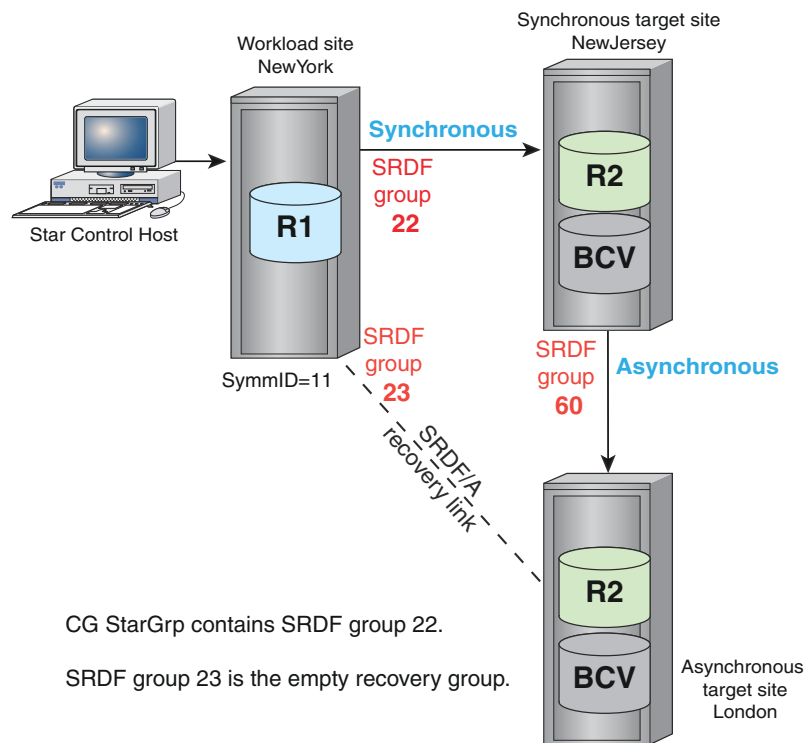 Synchronous target site
NewJersey
Workload site
NewYork
Synchronous
SRDF
group
22
R1
R2
BCV
Star Control Host
SymmID=11
SRDF
group
23
SRDF
group
60
Asynchronous
SRDF/A
recovery link
R2
BCV
CG StarGrp contains SRDF group 22.
SRDF group 23 is the empty recovery group.
Asynchronous
target site
London